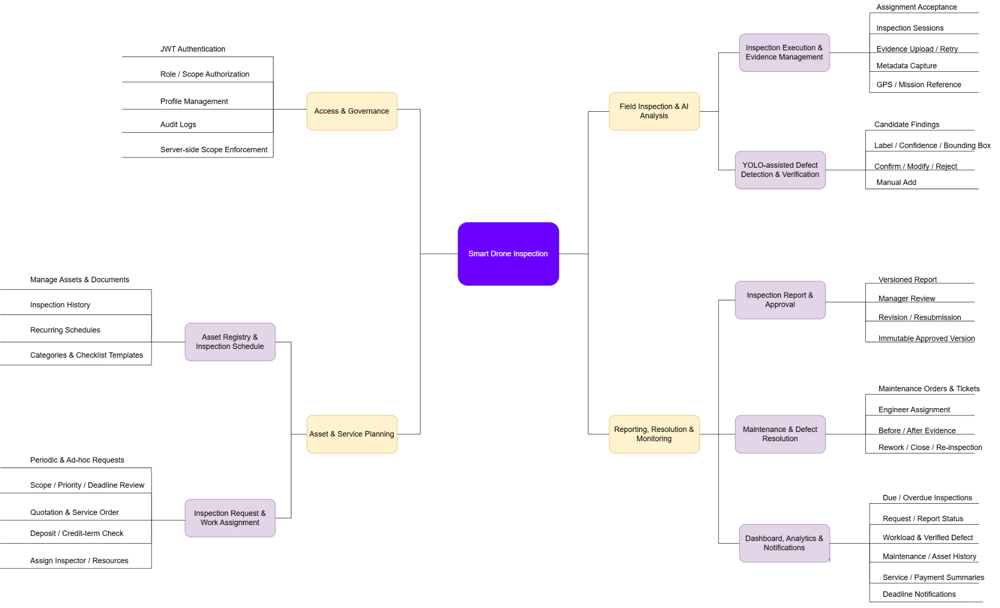 JWT Authentication
Role / Scope Authorization
Profile Management
Audit Logs
Server-side Scope Enforcement
Access & Governance
Manage Assets & Documents
Inspection History
Recurring Schedules
Categories & Checklist Templates
Asset Registry &
Inspection Schedule
Periodic & Ad-hoc Requests
Scope / Priority / Deadline Review
Quotation & Service Order
Deposit / Credit-term Check
Assign Inspector / Resources
Inspection Request &
Work Assignment
Asset & Service Planning
Smart Drone Inspection
Field Inspection & AI
Analysis
Inspection Execution &
Evidence Management
Assignment Acceptance
Inspection Sessions
Evidence Upload / Retry
Metadata Capture
GPS / Mission Reference
YOLO-assisted Defect
Detection & Verification
Candidate Findings
Label / Confidence / Bounding Box
Confirm / Modify / Reject
Manual Add
Reporting, Resolution &
Monitoring
Inspection Report &
Approval
Versioned Report
Manager Review
Revision / Resubmission
Immutable Approved Version
Maintenance & Defect
Resolution
Maintenance Orders & Tickets
Engineer Assignment
Before / After Evidence
Rework / Close / Re-inspection
Dashboard, Analytics &
Notifications
Due / Overdue Inspections
Request / Report Status
Workload & Verified Defect
Maintenance / Asset History
Service / Payment Summaries
Deadline Notifications